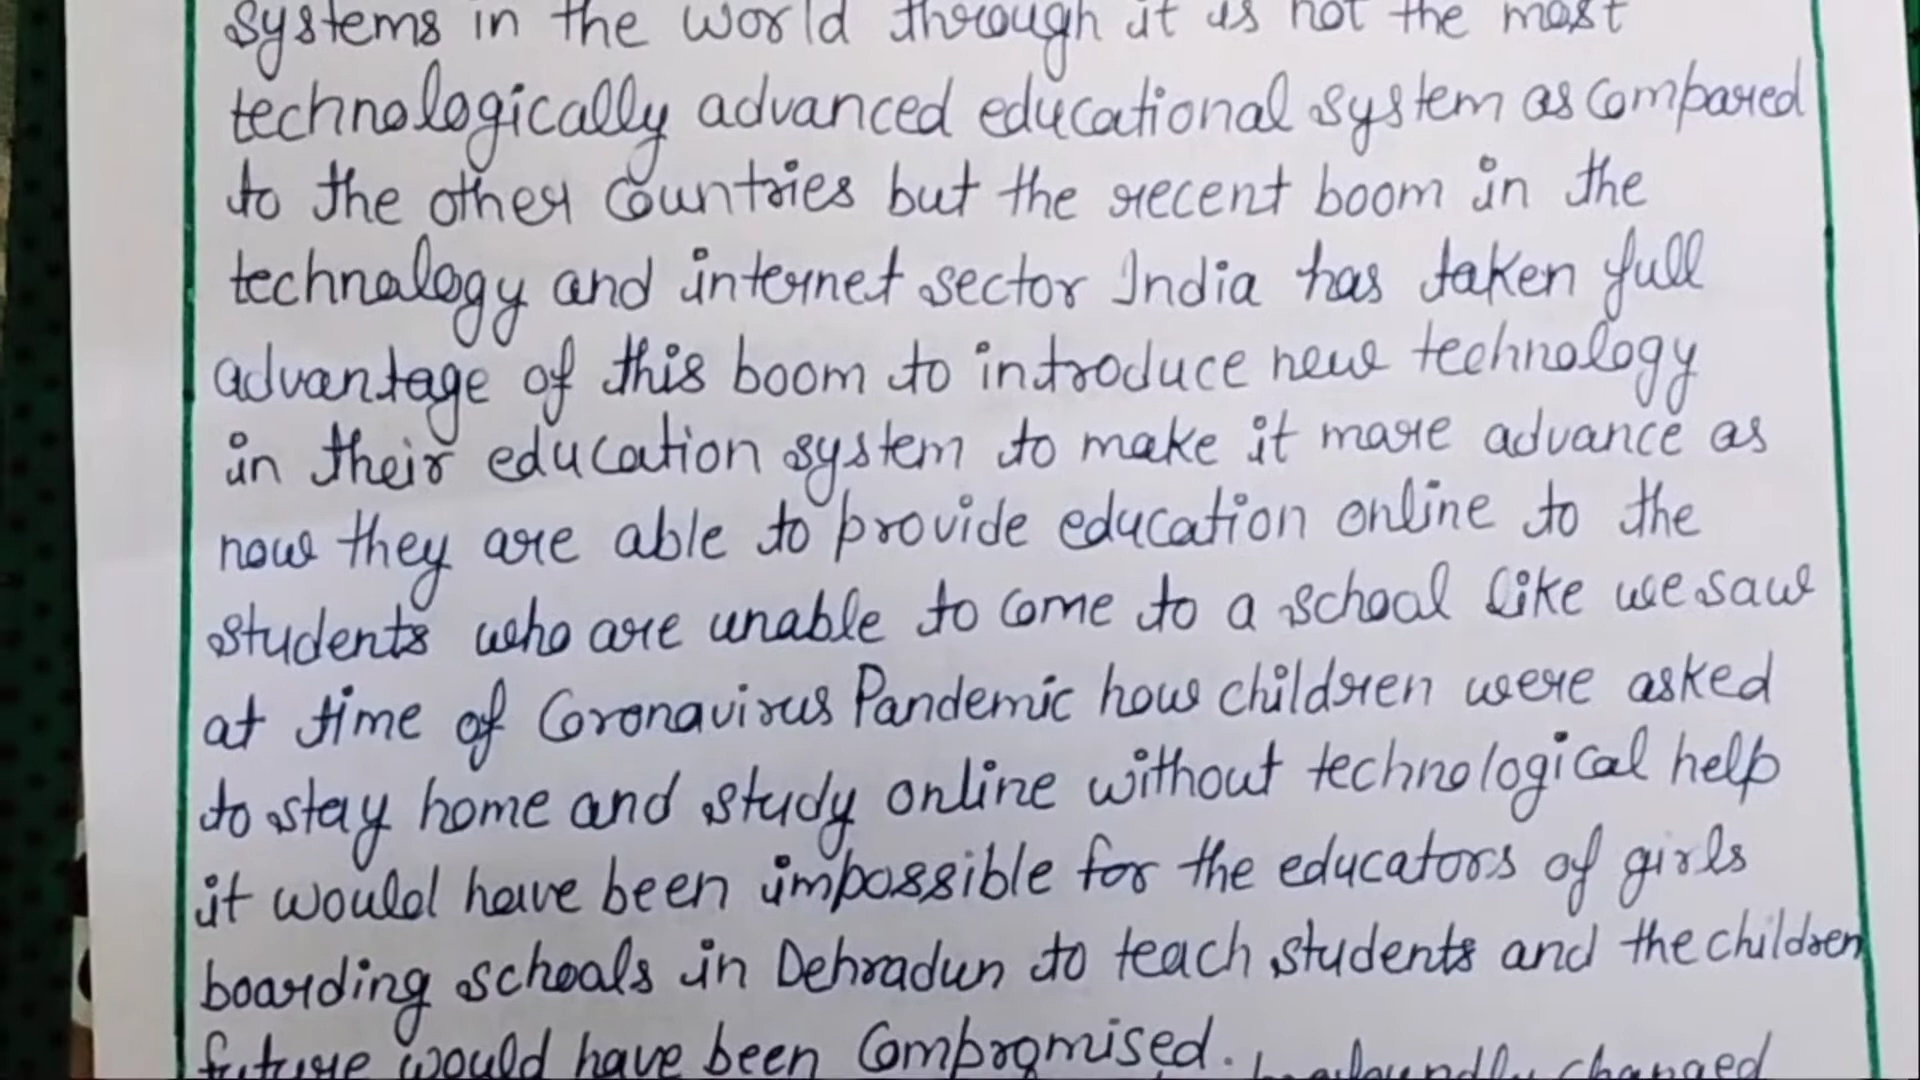 systems in the world through it is not the most
technologically advanced educational system as compared
to the other countries but the recent boom in the
technology and internet sector India has taken full
advantage of this boom to introduce new technology
in their education system to make it more advance as
now they are able to provide education online to the
students who are unable to come to a school like we saw
at time of Coronavirus Pandemic how children were asked
to stay home and study online without technological help
it would have been impossible for the educators of girls
boarding schools in Dehradun to teach students and the children
future would have been compromised.
profoundly changed